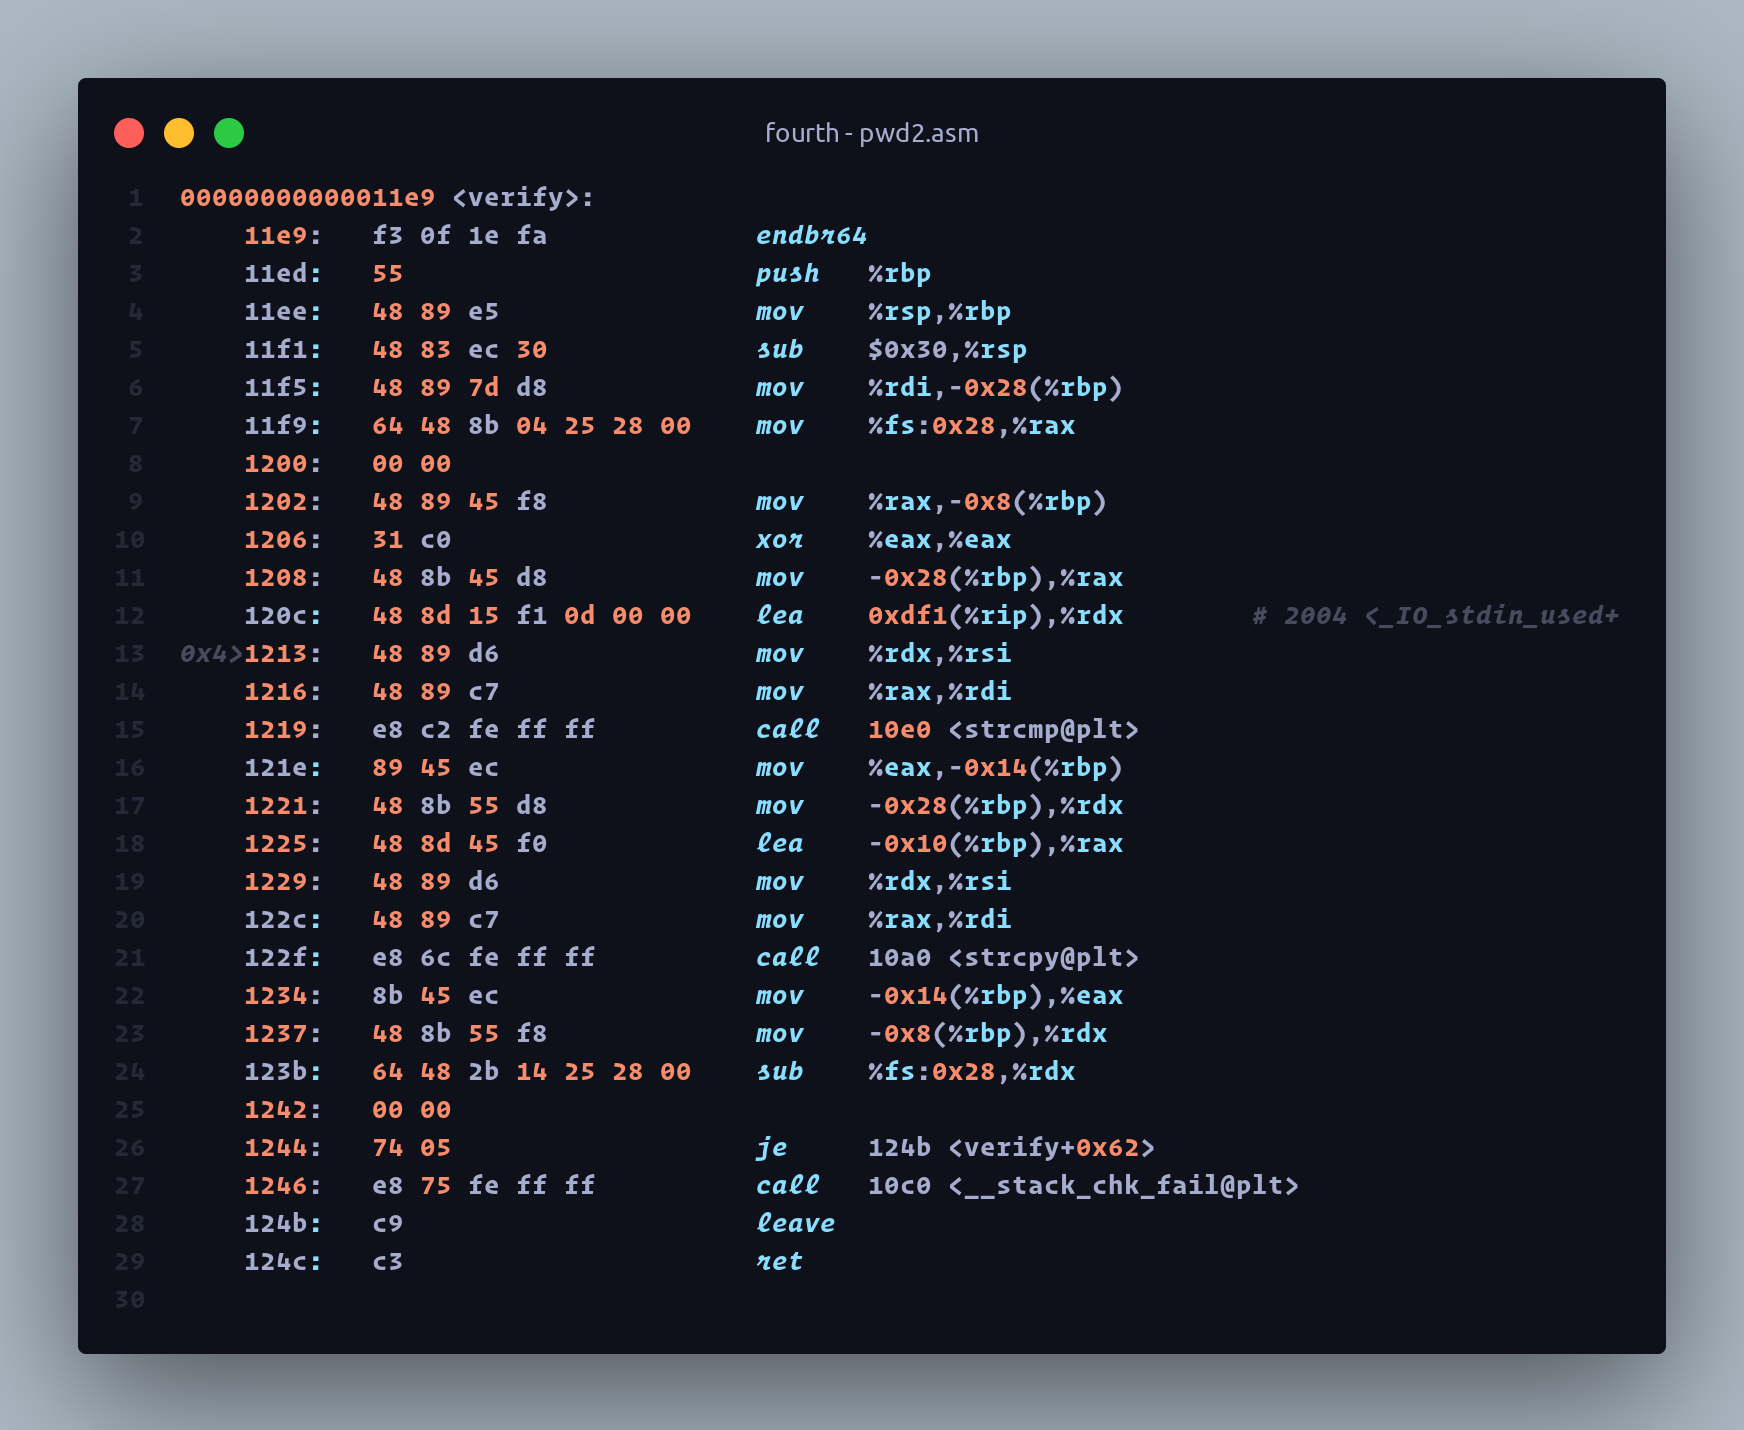 fourth - pwd2.asm
1 00000000000011e9 <verify>:
2 11e9: f3 0f 1e fa endbr64
3 11ed: 55 push %rbp
4 11ee: 48 89 e5 mov %rsp,%rbp
5 11f1: 48 83 ec 30 sub $0x30,%rsp
6 11f5: 48 89 7d d8 mov %rdi,-0x28(%rbp)
7 11f9: 64 48 8b 04 25 28 00 mov %fs:0x28,%rax
8 1200: 00 00
9 1202: 48 89 45 f8 mov %rax,-0x8(%rbp)
10 1206: 31 c0 xor %eax,%eax
11 1208: 48 8b 45 d8 mov -0x28(%rbp),%rax
12 120c: 48 8d 15 f1 0d 00 00 lea 0xdf1(%rip),%rdx # 2004 <_IO_stdin_used+
13 0x4>1213: 48 89 d6 mov %rdx,%rsi
14 1216: 48 89 c7 mov %rax,%rdi
15 1219: e8 c2 fe ff ff call 10e0 <strcmp@plt>
16 121e: 89 45 ec mov %eax,-0x14(%rbp)
17 1221: 48 8b 55 d8 mov -0x28(%rbp),%rdx
18 1225: 48 8d 45 f0 lea -0x10(%rbp),%rax
19 1229: 48 89 d6 mov %rdx,%rsi
20 122c: 48 89 c7 mov %rax,%rdi
21 122f: e8 6c fe ff ff call 10a0 <strcpy@plt>
22 1234: 8b 45 ec mov -0x14(%rbp),%eax
23 1237: 48 8b 55 f8 mov -0x8(%rbp),%rdx
24 123b: 64 48 2b 14 25 28 00 sub %fs:0x28,%rdx
25 1242: 00 00
26 1244: 74 05 je 124b <verify+0x62>
27 1246: e8 75 fe ff ff call 10c0 <__stack_chk_fail@plt>
28 124b: c9 leave
29 124c: c3 ret
30